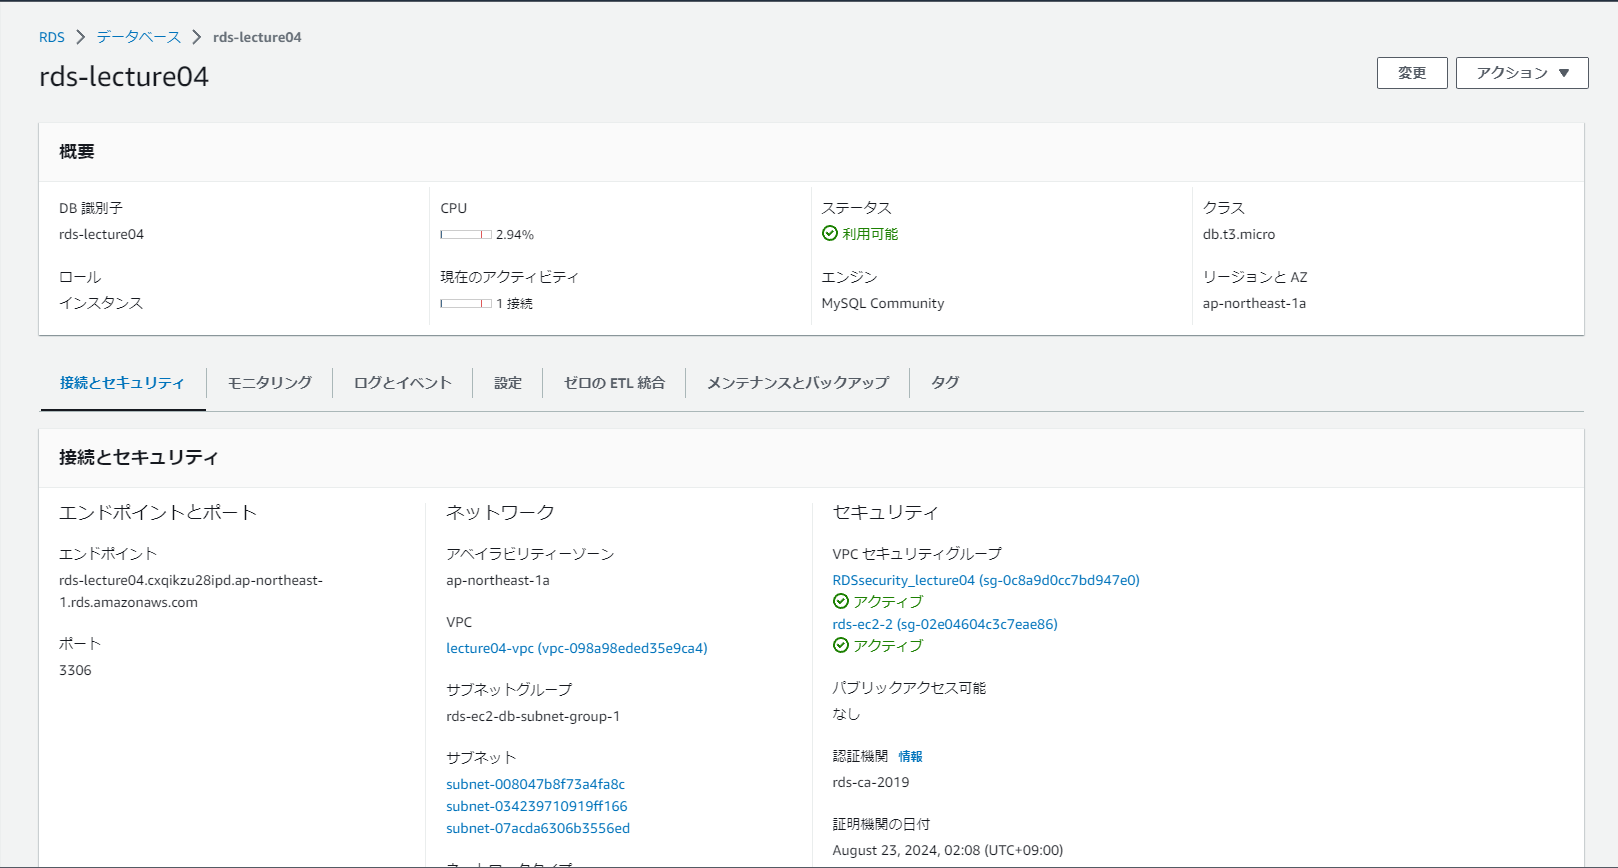 RDS > データベース > rds-lecture04
rds-lecture04
変更
アクション ▼
概要
DB 識別子
rds-lecture04
CPU
2.94%
ステータス
利用可能
クラス
db.t3.micro
ロール
インスタンス
現在のアクティビティ
1 接続
エンジン
MySQL Community
リージョンと AZ
ap-northeast-1a
接続とセキュリティ
モニタリング
ログとイベント
設定
ゼロの ETL 統合
メンテナンスとバックアップ
タグ
接続とセキュリティ
エンドポイントとポート
エンドポイント
rds-lecture04.cxqikzu28ipd.ap-northeast-
1.rds.amazonaws.com
ポート
3306
ネットワーク
アベイラビリティーゾーン
ap-northeast-1a
VPC
lecture04-vpc (vpc-098a98eded35e9ca4)
サブネットグループ
rds-ec2-db-subnet-group-1
サブネット
subnet-008047b8f73a4fa8c
subnet-034239710919ff166
subnet-07acda6306b3556ed
セキュリティ
VPC セキュリティグループ
RDSsecurity_lecture04 (sg-0c8a9d0cc7bd947e0)
アクティブ
rds-ec2-2 (sg-02e04604c3c7eae86)
アクティブ
パブリックアクセス可能
なし
認証機関 情報
rds-ca-2019
証明機関の日付
August 23, 2024, 02:08 (UTC+09:00)